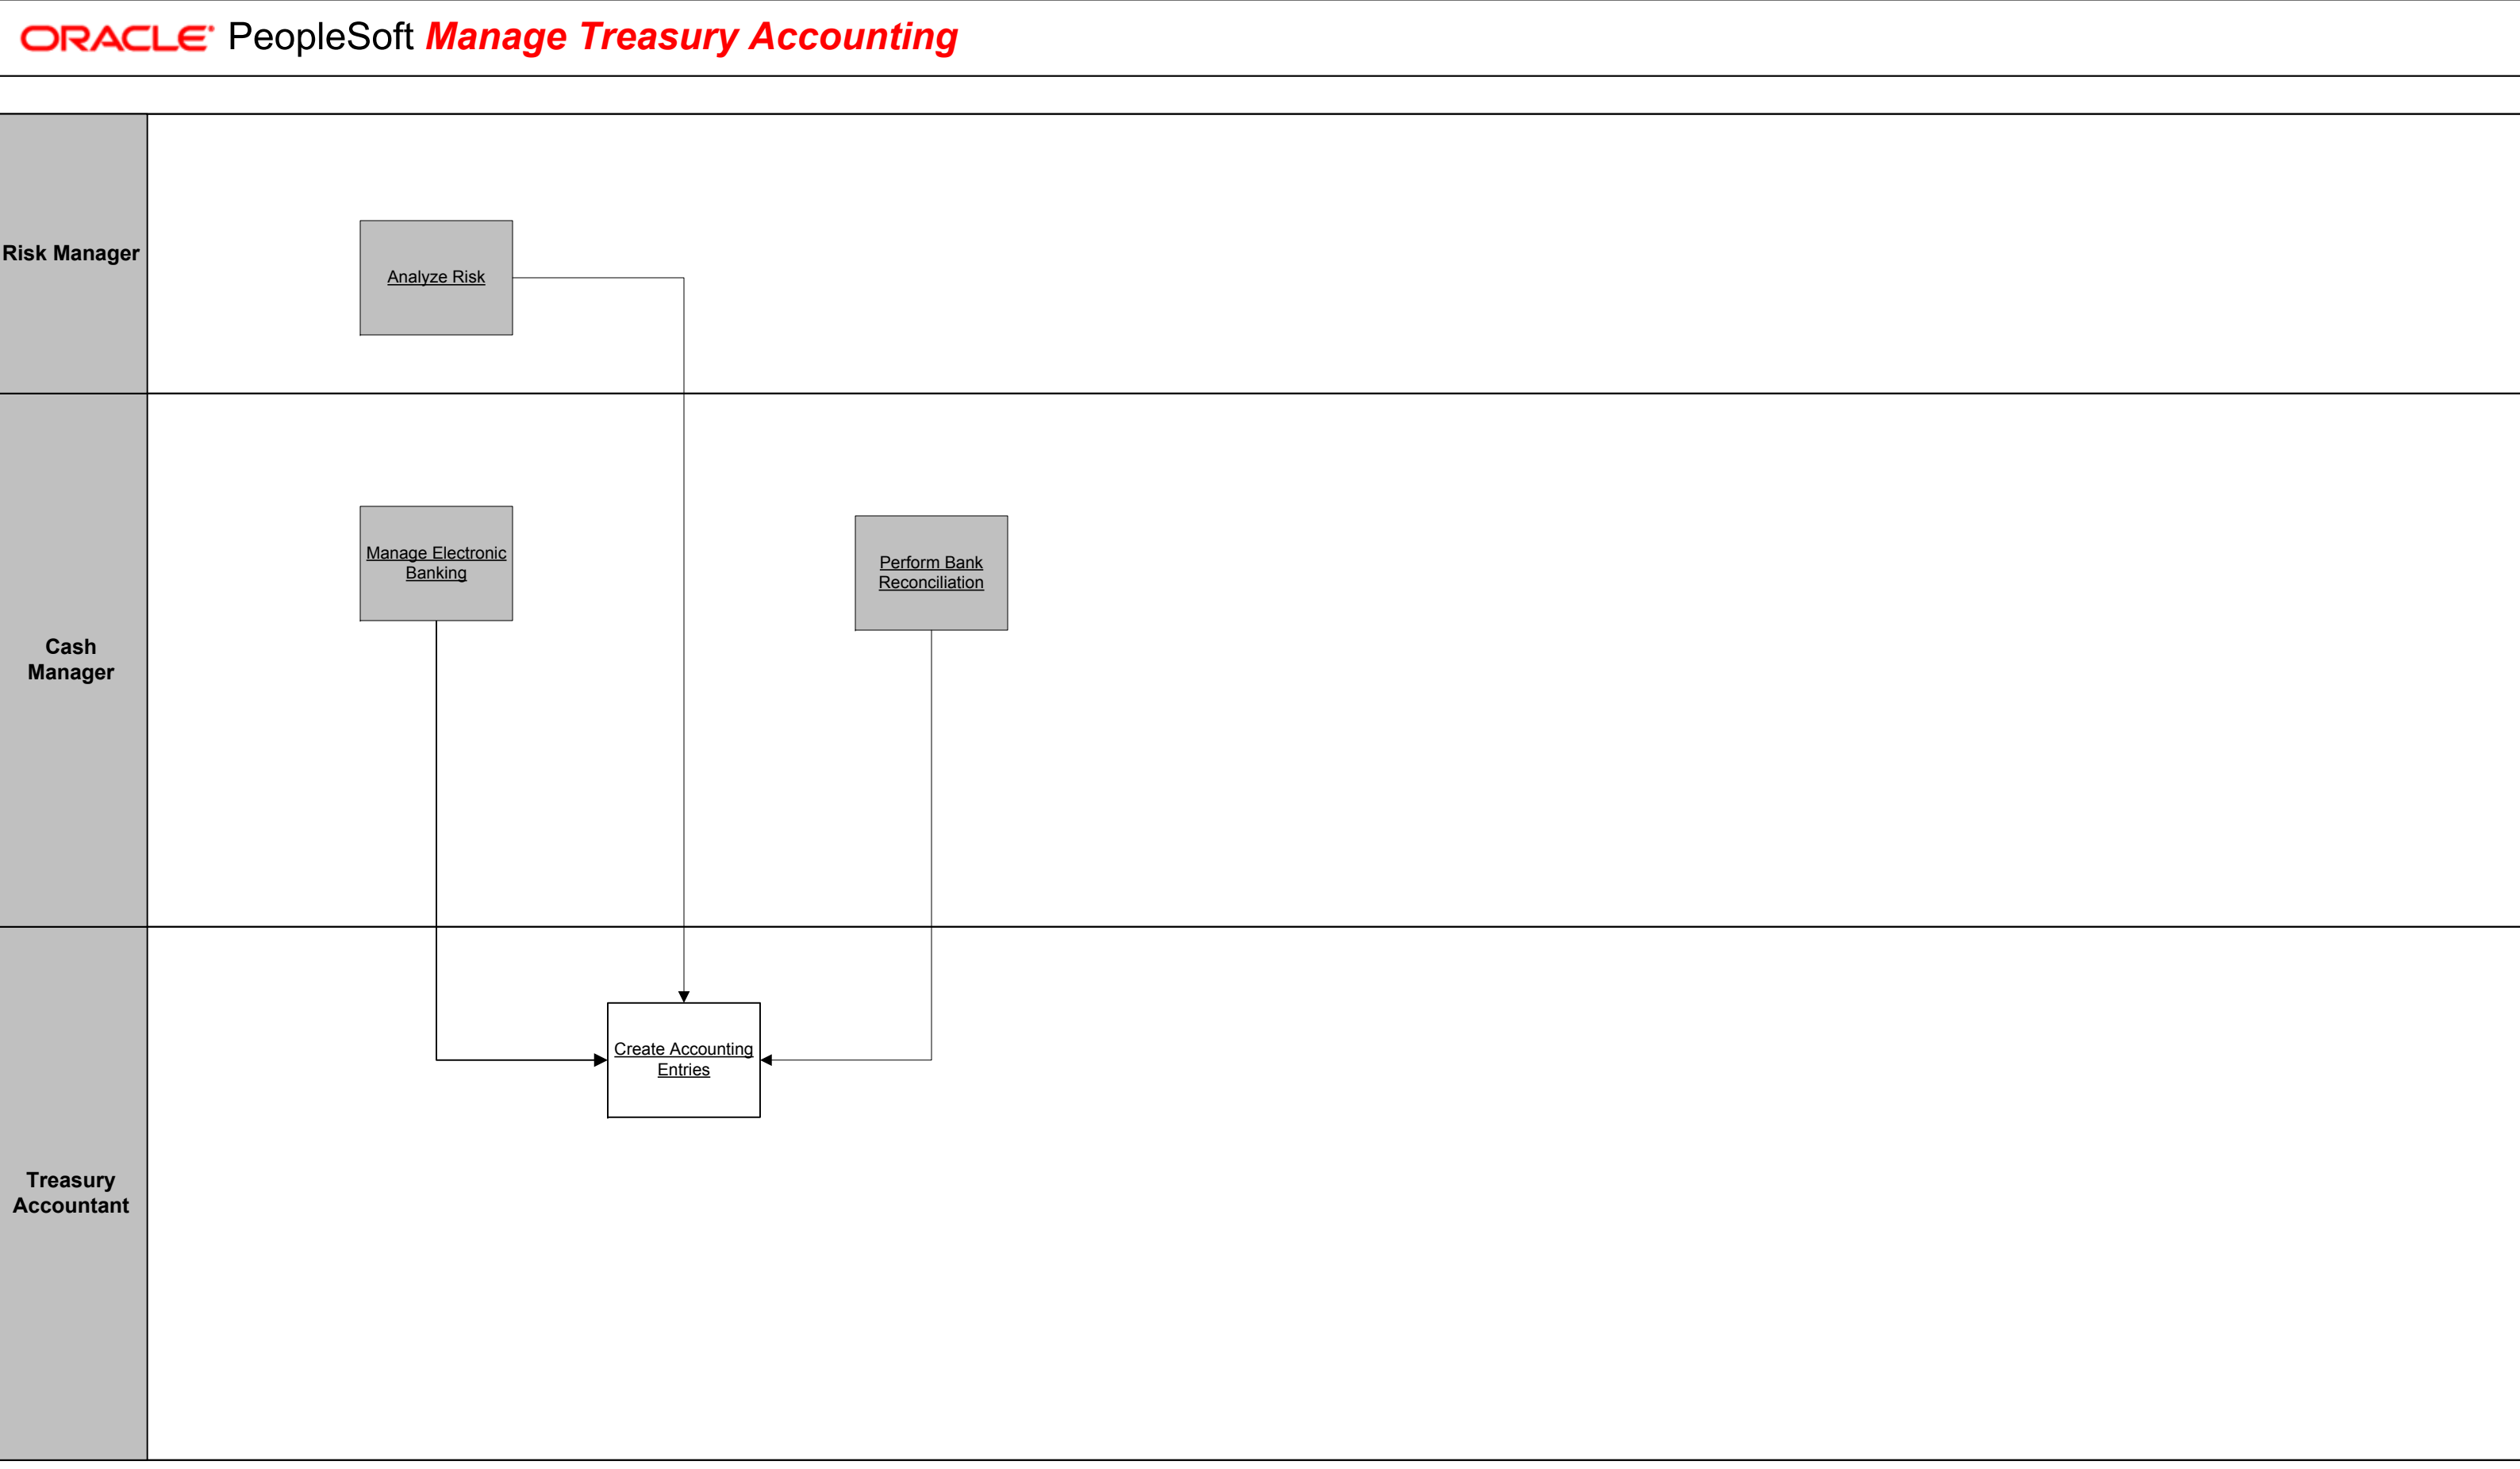 ORACLE® PeopleSoft Manage Treasury Accounting
Risk Manager
Analyze Risk
Cash
Manager
Manage Electronic
Banking
Perform Bank
Reconciliation
Treasury
Accountant
Create Accounting
Entries